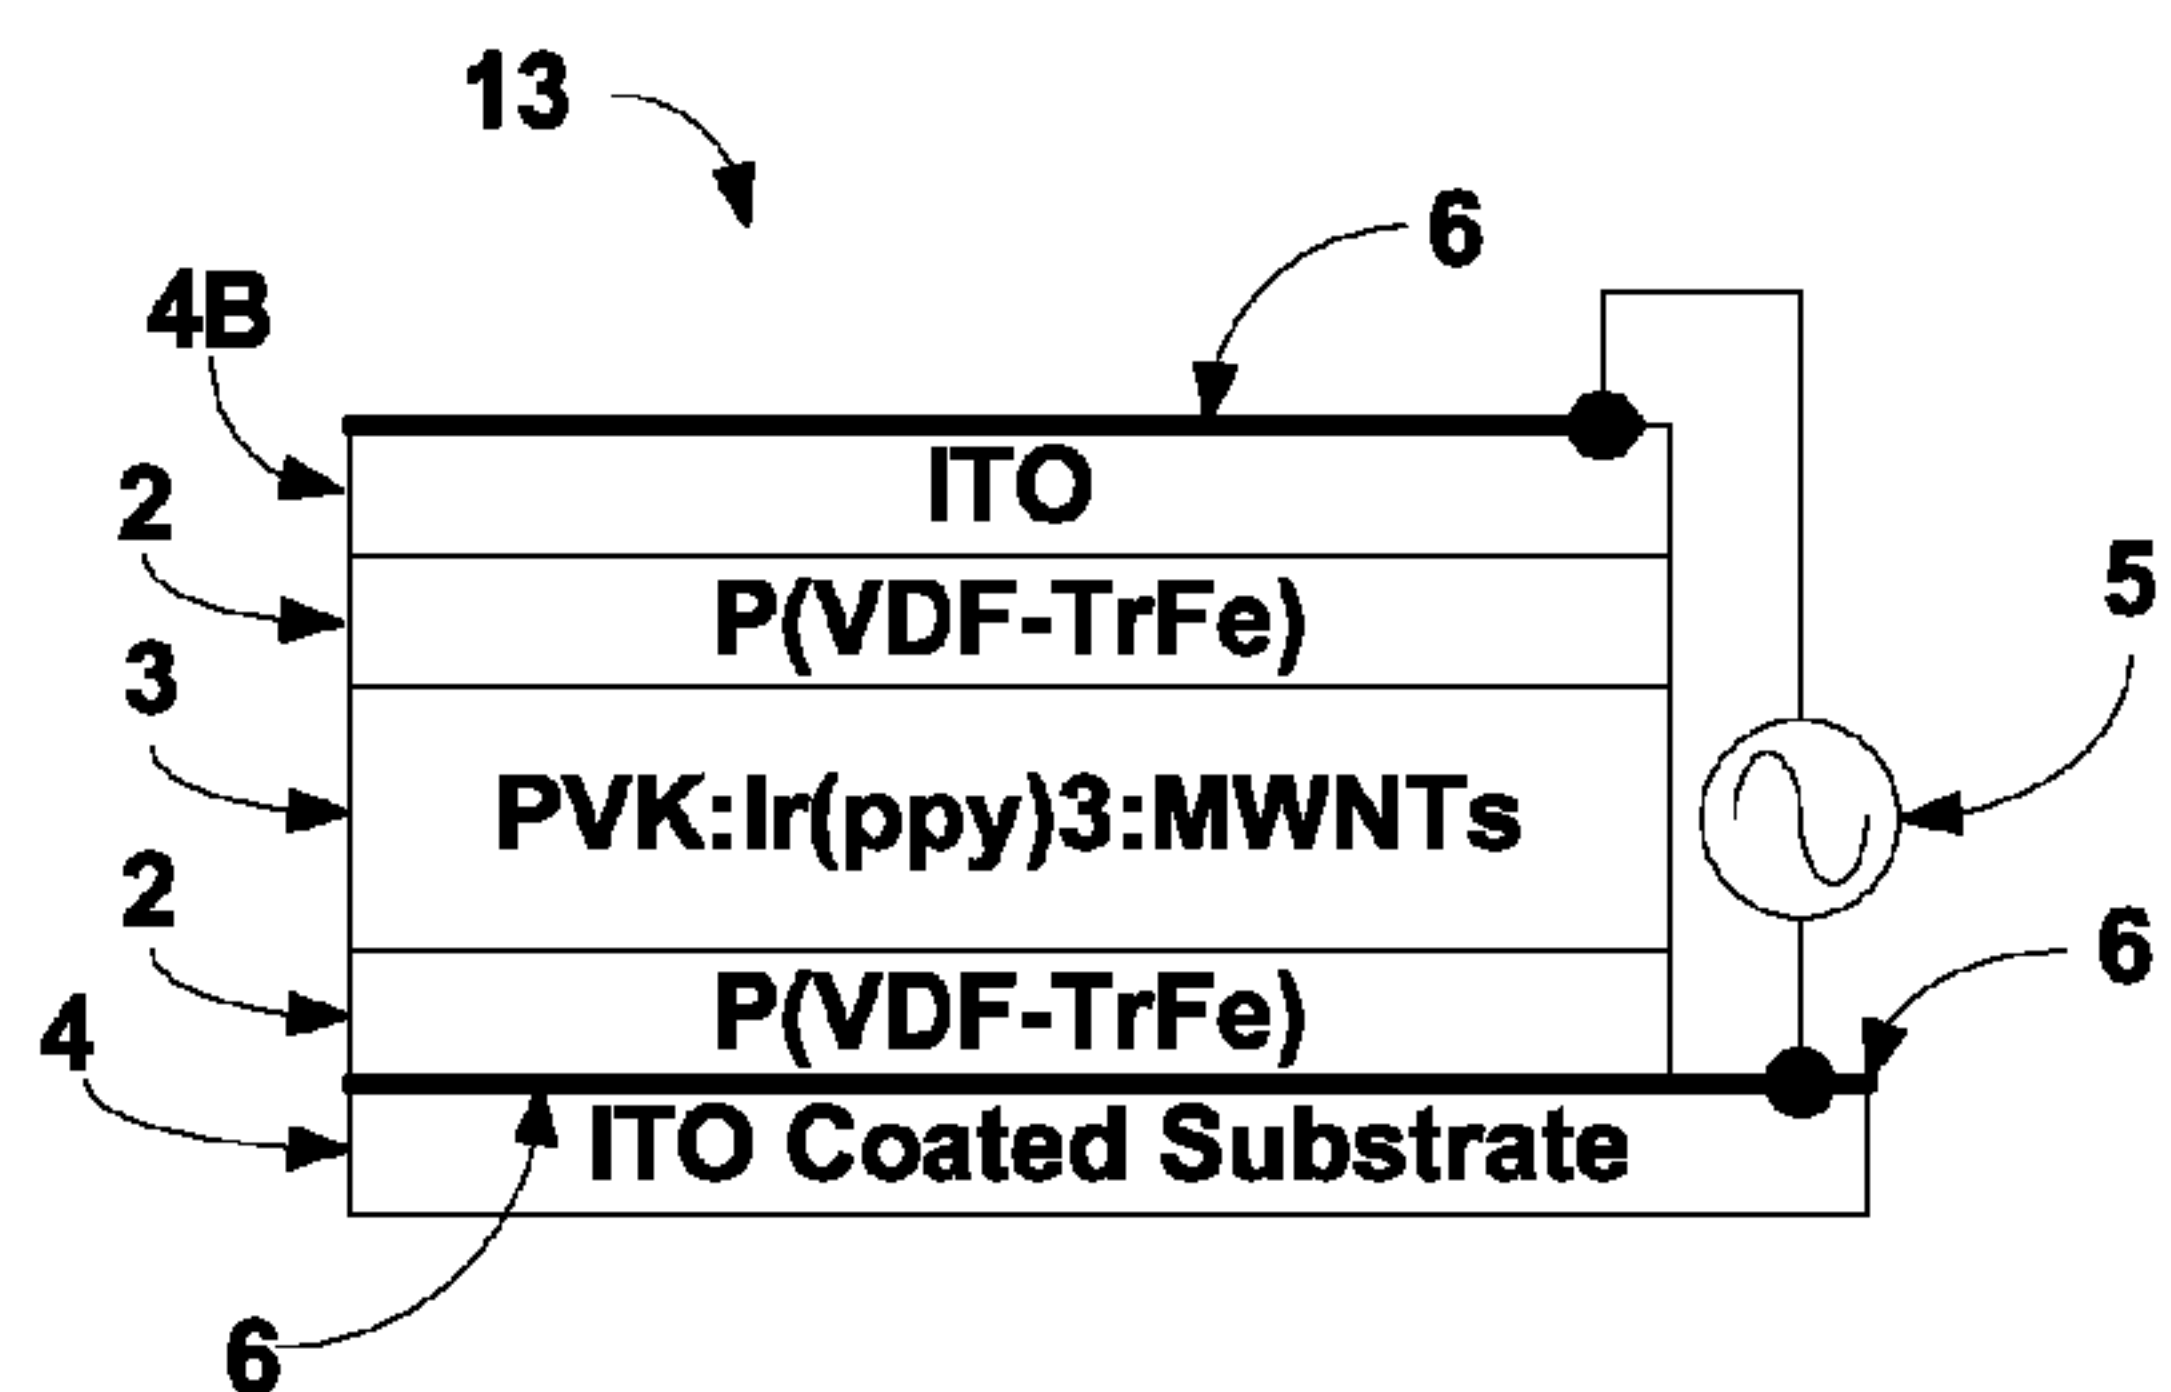 13
6
4B
ITO
2
P(VDF-TrFe)
5
3
PVK:Ir(ppy)3:MWNTs
2
6
P(VDF-TrFe)
4
ITO Coated Substrate
6